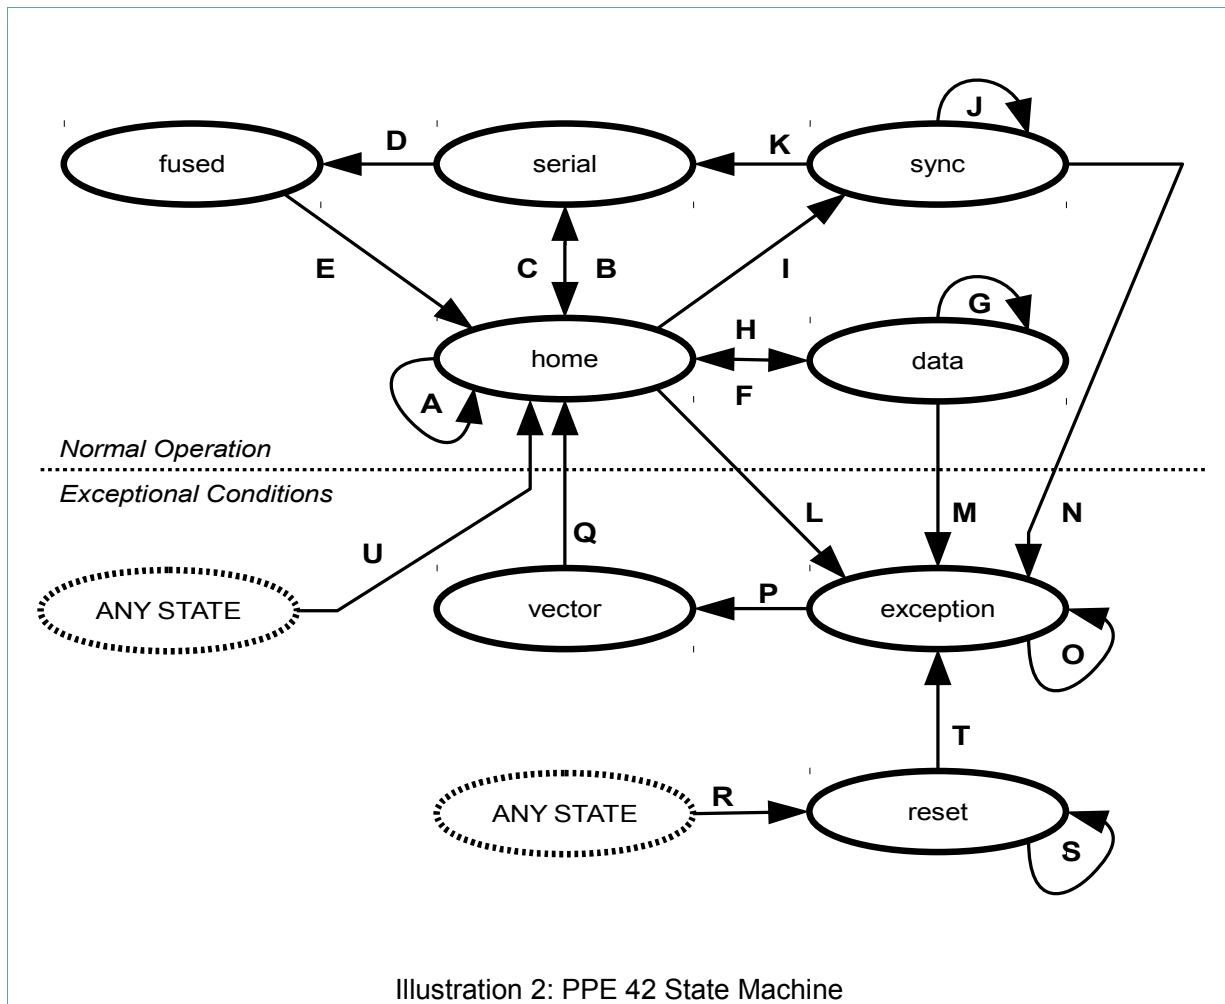 J
D
K
fused
serial
sync
E
C
B
I
G
H
home
data
F
A
Normal Operation
Exceptional Conditions
L
M
N
U
Q
P
ANY STATE
vector
exception
O
T
R
ANY STATE
reset
S
Illustration 2: PPE 42 State Machine